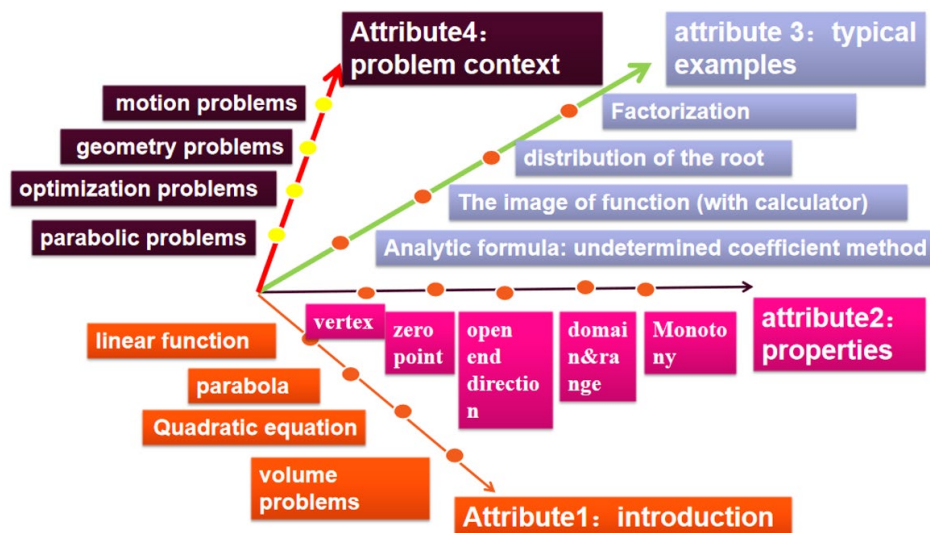 Attribute4：
problem context
attribute 3：typical
examples
motion problems
Factorization
geometry problems
distribution of the root
optimization problems
The image of function (with calculator)
parabolic problems
Analytic formula: undetermined coefficient method
vertex
zero
point
open
end
directio
n
domai
n&ra
nge
Monoto
ny
attribute2：
properties
linear function
parabola
Quadratic equation
volume
problems
Attribute1：introduction